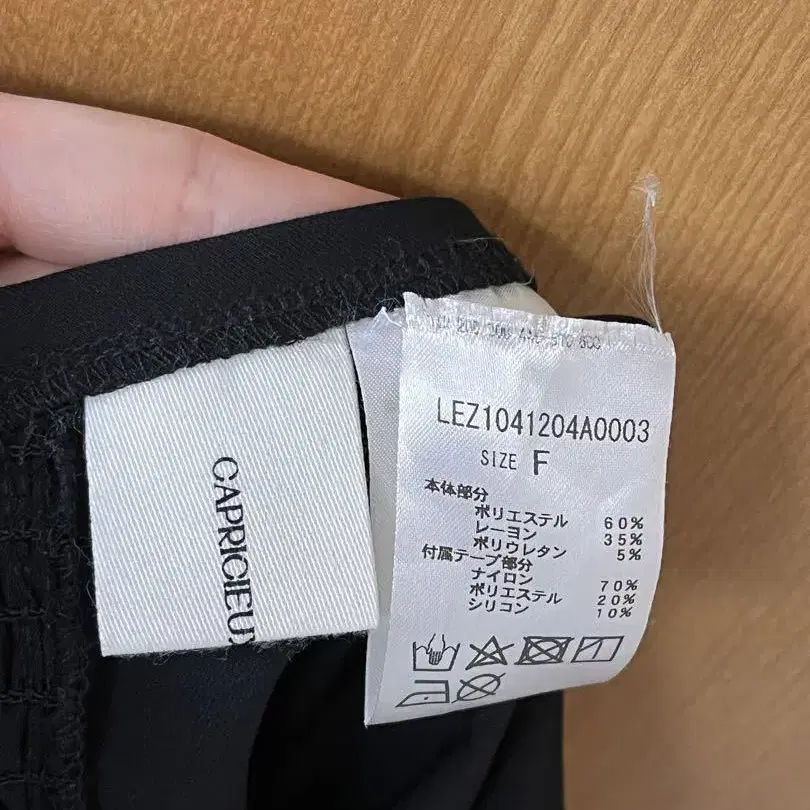 CAPRICIEUX
LEZ1041204A0003
SIZE F
本体部分
ポリエステル 60%
レーヨン 35%
ポリウレタン 5%
付属テープ部分
ナイロン 70%
ポリエステル 20%
シリコン 10%